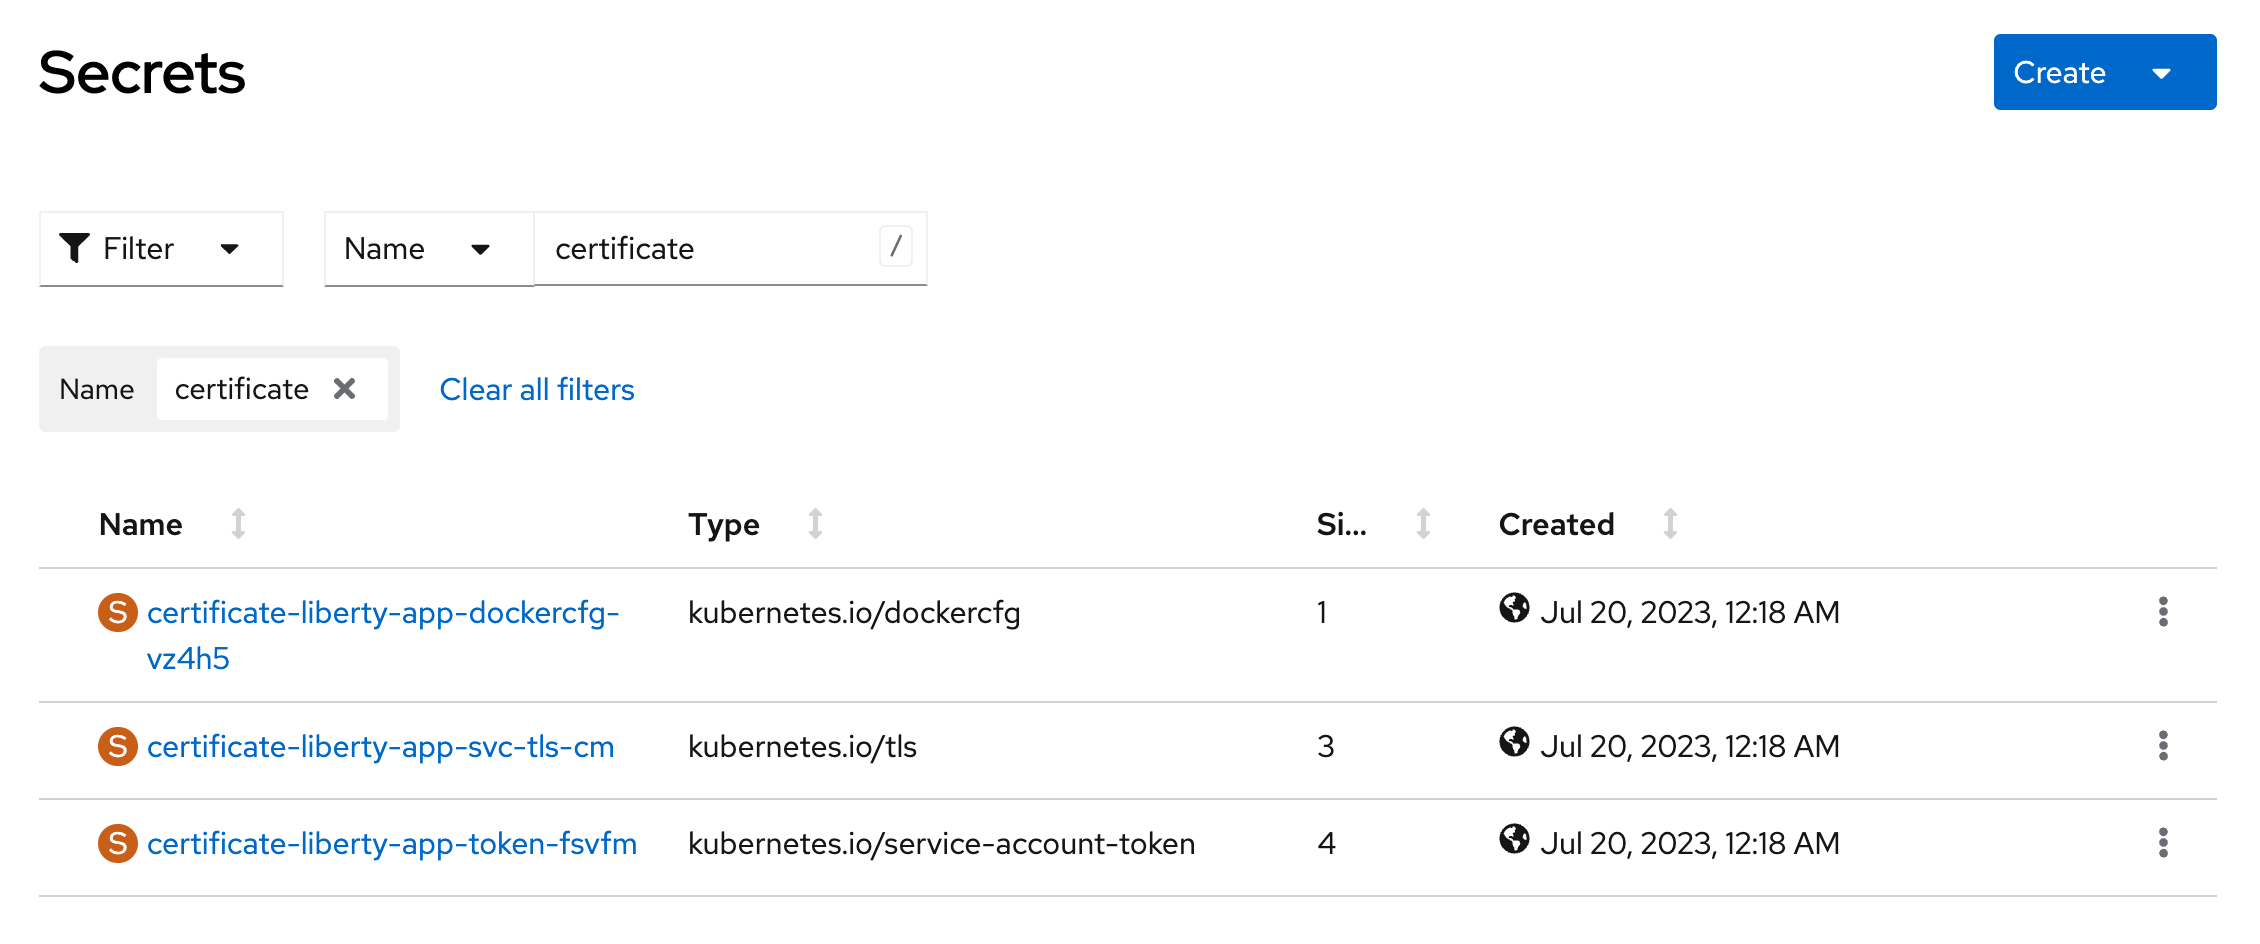 Secrets
Create
Filter
Name
certificate
/
Name certificate
Clear all filters
Name Type Si... Created
S certificate-liberty-app-dockercfg- kubernetes.io/dockercfg 1 Jul 20, 2023, 12:18 AM
vz4h5
S certificate-liberty-app-svc-tls-cm kubernetes.io/tls 3 Jul 20, 2023, 12:18 AM
S certificate-liberty-app-token-fsvfm kubernetes.io/service-account-token 4 Jul 20, 2023, 12:18 AM